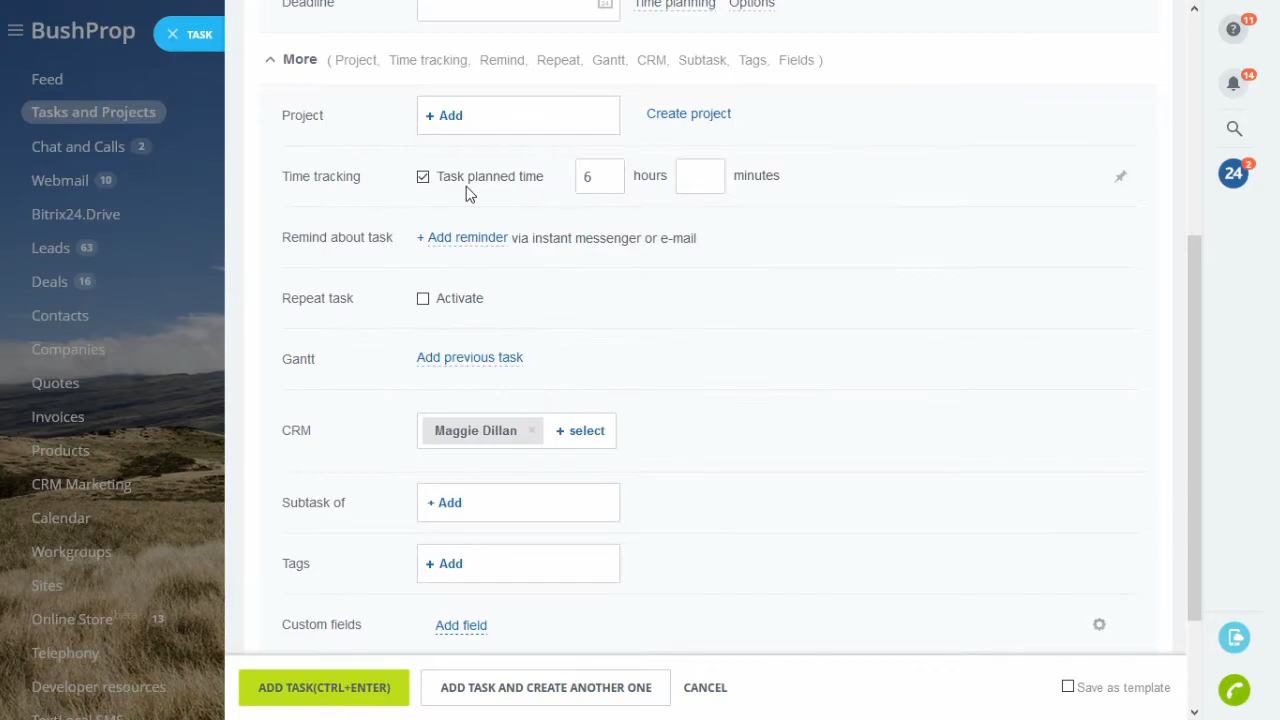 BushProp
TASK
Feed
Tasks and Projects
Chat and Calls 2
Webmail 10
Bitrix24.Drive
Leads 63
Deals 16
Contacts
Companies
Quotes
Invoices
Products
CRM Marketing
Calendar
Workgroups
Sites
Online Store beta 13
Telephony
Developer resources
Deadline 24 Time planning Options
More ( Project, Time tracking, Remind, Repeat, Gantt, CRM, Subtask, Tags, Fields )
Project + Add Create project
Time tracking Task planned time 6 hours minutes
Remind about task + Add reminder via instant messenger or e-mail
Repeat task Activate
Gantt Add previous task
CRM Maggie Dillan × + select
Subtask of + Add
Tags + Add
Custom fields Add field
ADD TASK(CTRL+ENTER) ADD TASK AND CREATE ANOTHER ONE CANCEL Save as template
? 11
14
24 2